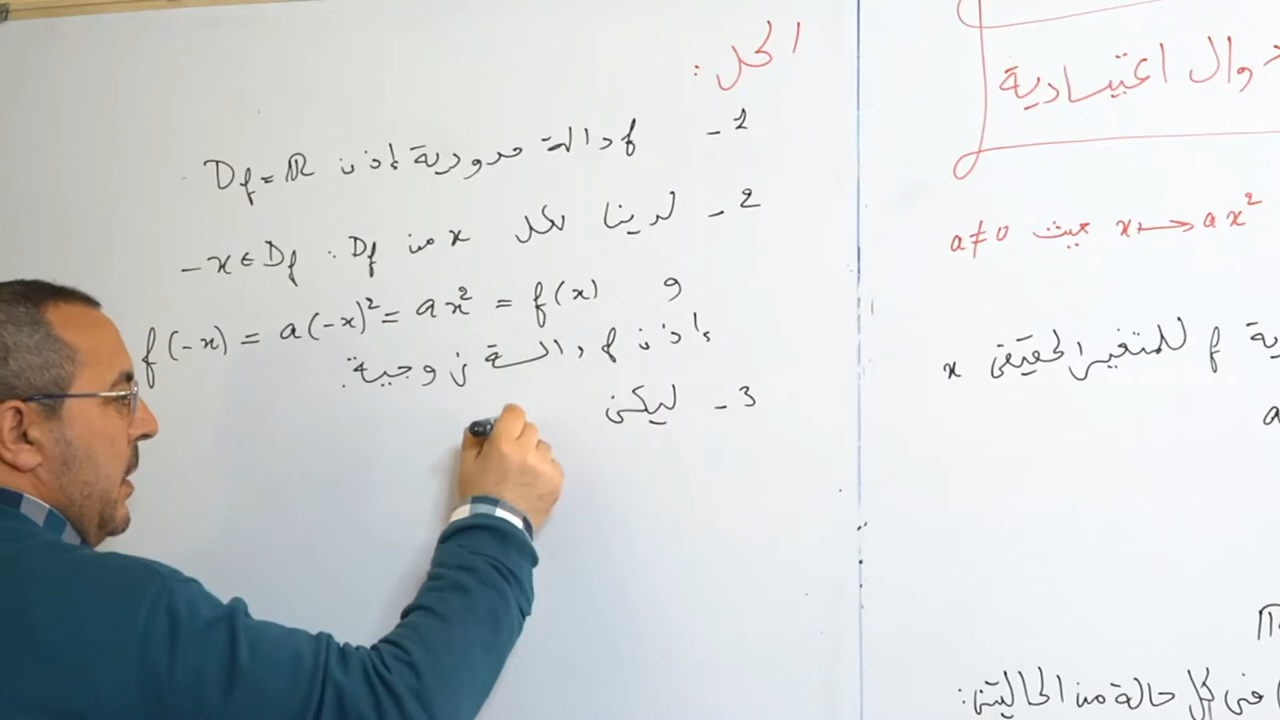 الحل :
1 - f دالة حدودية إذن Df = ℝ
2 - لدينا لكل x من Df : -x ∈ Df
و f(-x) = a(-x)² = ax² = f(x)
إذن f دالة زوجية.
3 - ليكن
دوال اعتيادية
x ↦ ax² حيث a ≠ 0
ية f للمتغير الحقيقي x
a
في كل حالة من الحالتين :